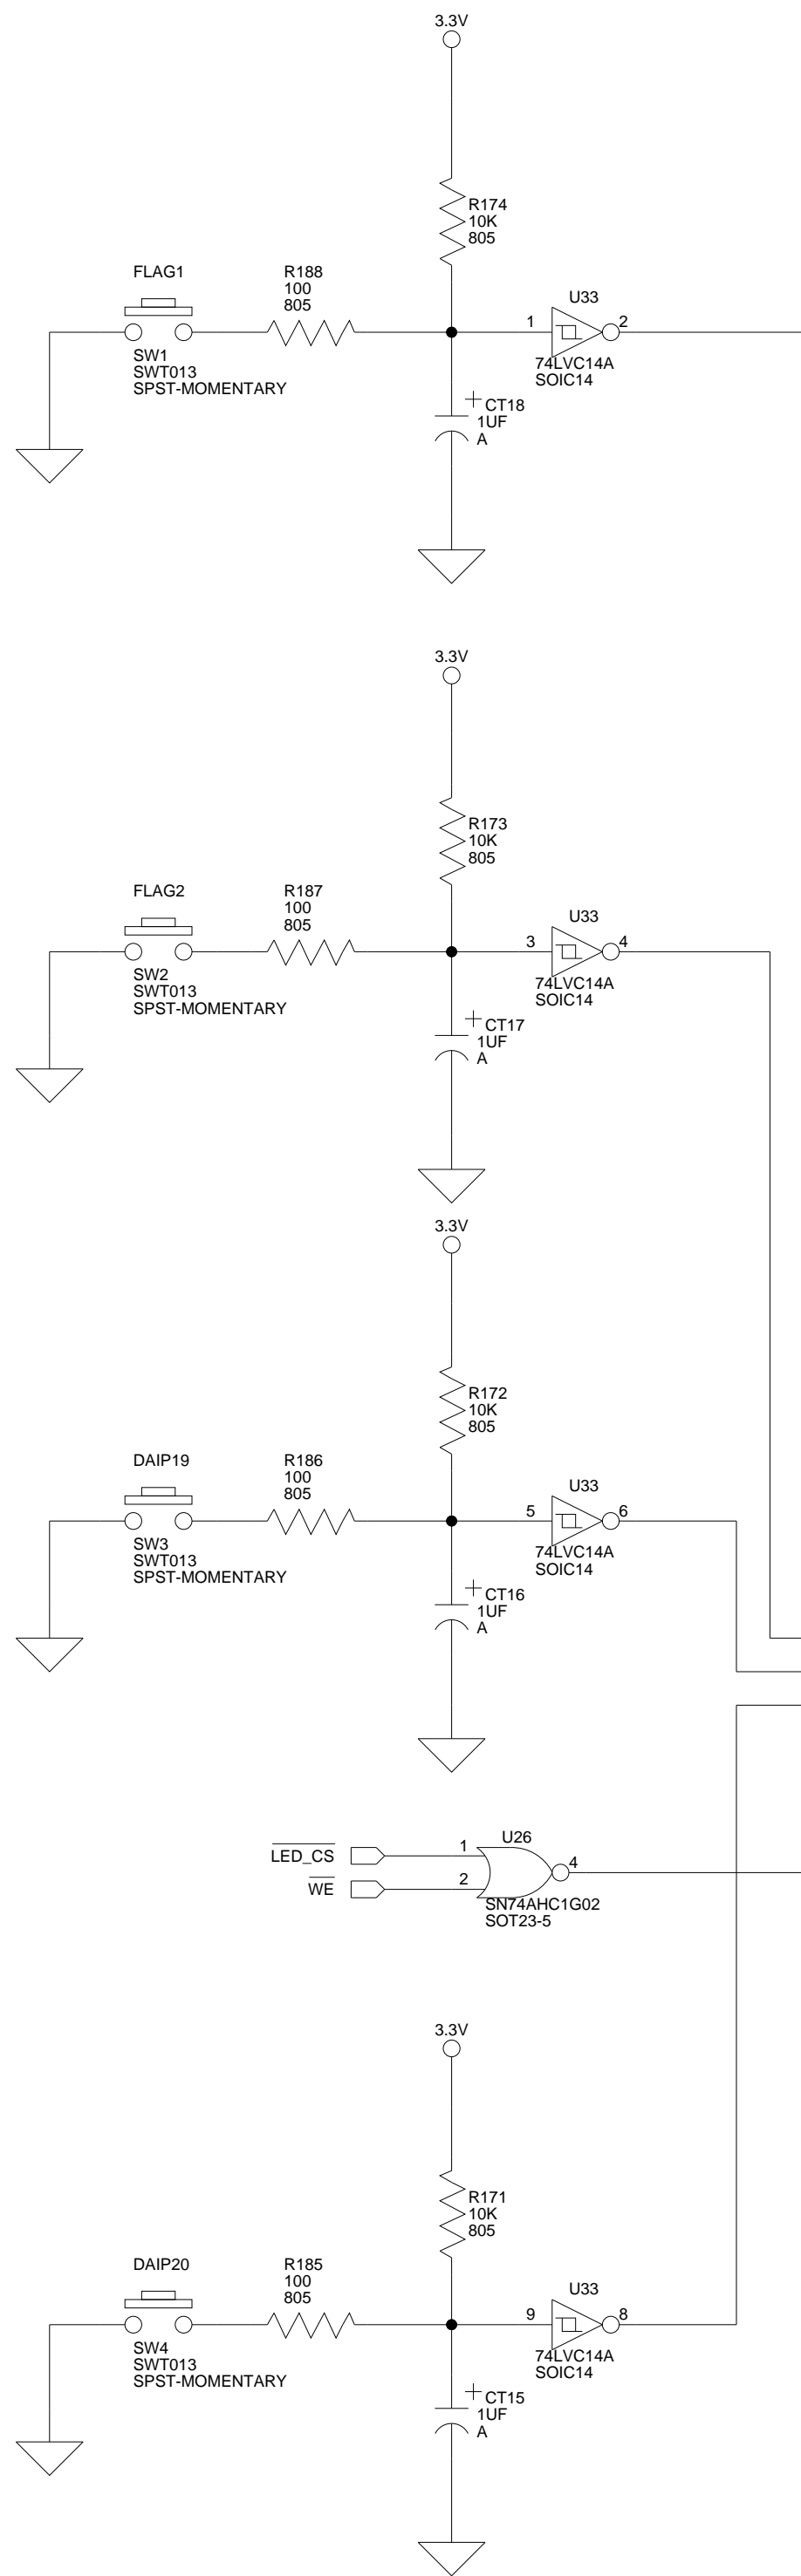 3.3V
R174
10K
805
FLAG1
R188
100
805
U33
1
2
SW1
SWT013
SPST-MOMENTARY
74LVC14A
SOIC14
+
CT18
1UF
A
3.3V
R173
10K
805
FLAG2
R187
100
805
U33
3
4
SW2
SWT013
SPST-MOMENTARY
74LVC14A
SOIC14
+
CT17
1UF
A
3.3V
R172
10K
805
DAIP19
R186
100
805
U33
5
6
SW3
SWT013
SPST-MOMENTARY
74LVC14A
SOIC14
+
CT16
1UF
A
U26
LED_CS
1
4
WE
2
SN74AHC1G02
SOT23-5
3.3V
R171
10K
805
DAIP20
R185
100
805
U33
9
8
SW4
SWT013
SPST-MOMENTARY
74LVC14A
SOIC14
+
CT15
1UF
A